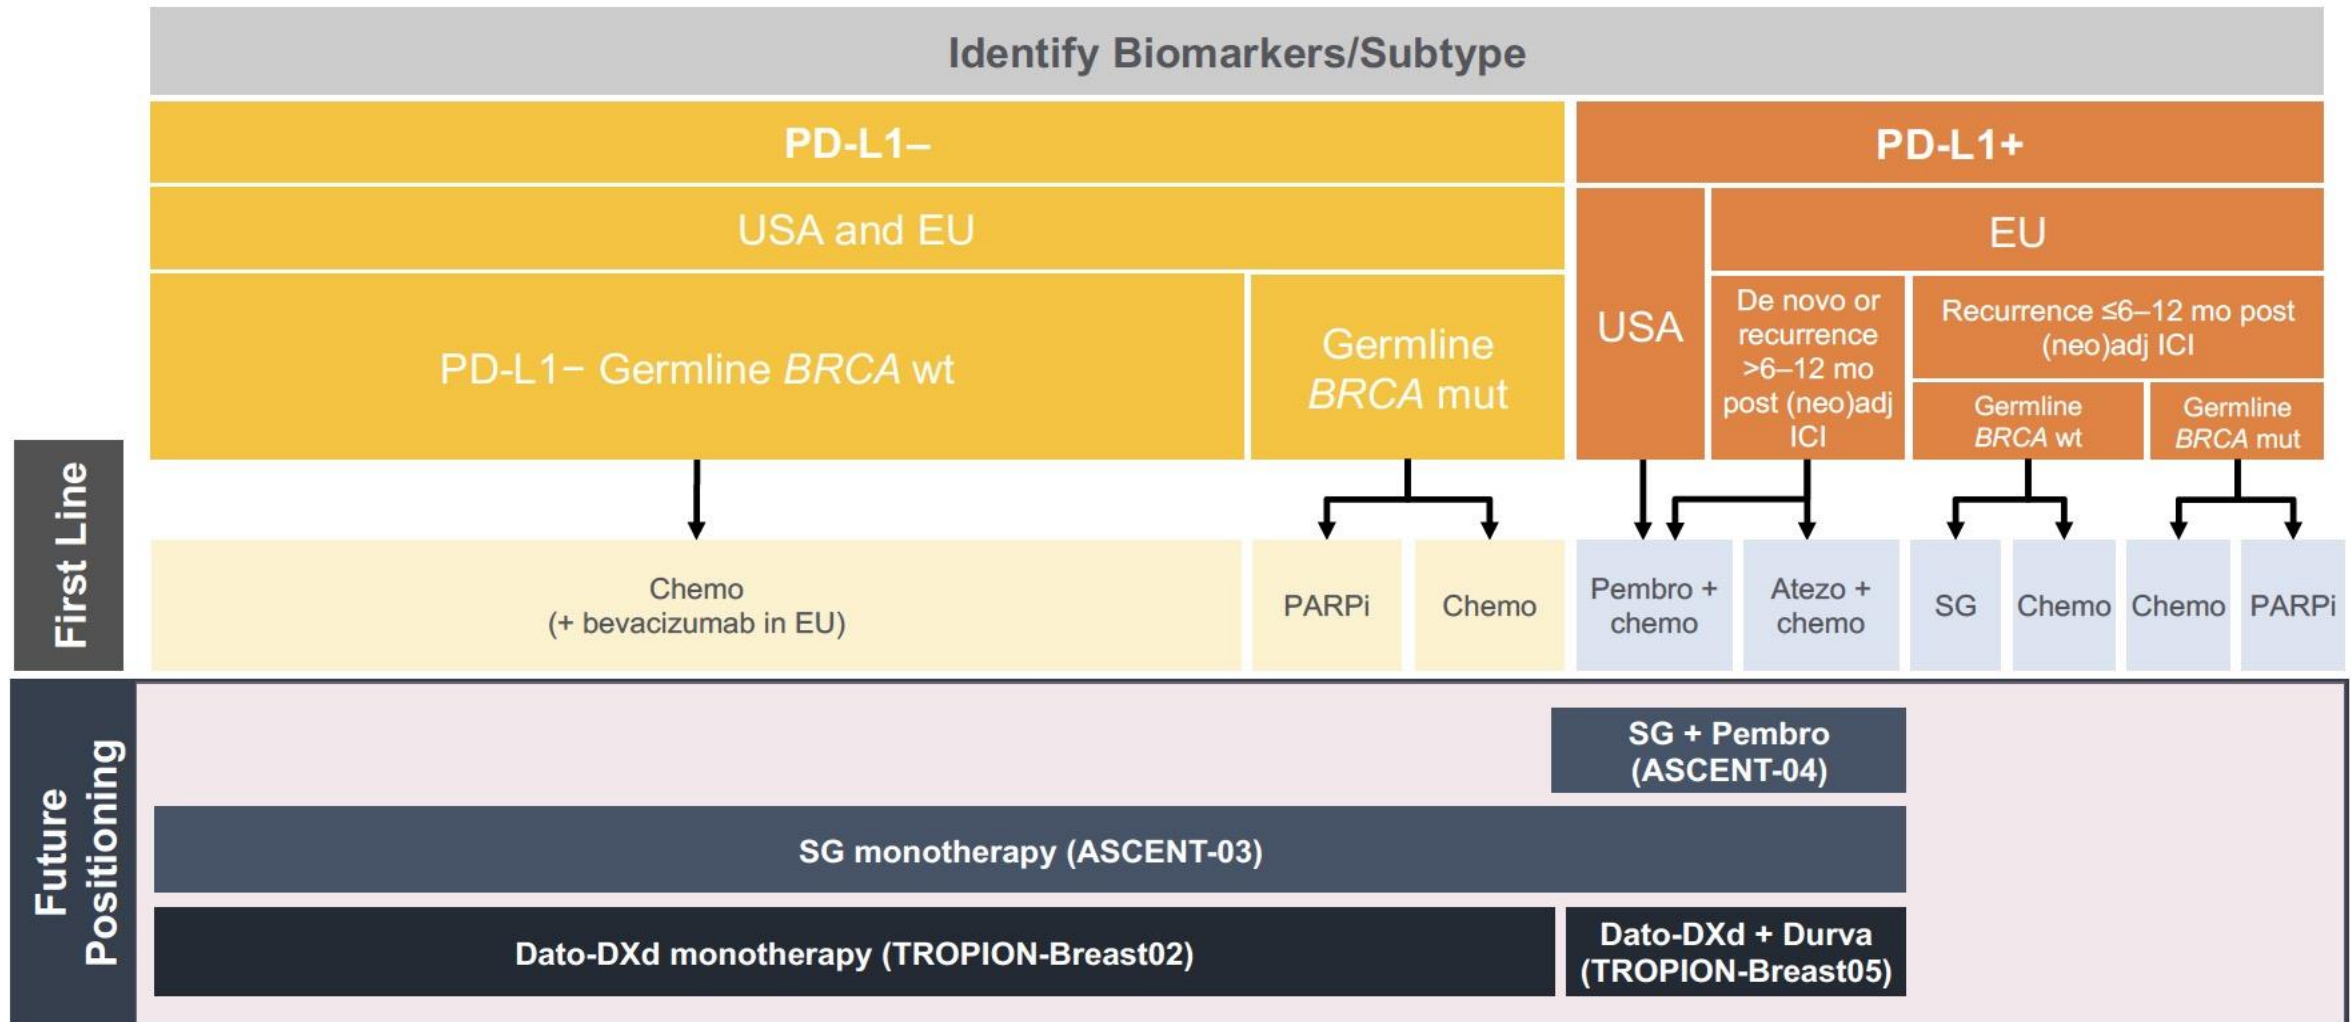 Identify Biomarkers/Subtype
PD-L1–
PD-L1+
USA and EU
USA
EU
PD-L1− Germline BRCA wt
Germline
BRCA mut
De novo or
recurrence
>6–12 mo
post (neo)adj
ICI
Recurrence ≤6–12 mo post
(neo)adj ICI
Germline
BRCA wt
Germline
BRCA mut
First Line
Chemo
(+ bevacizumab in EU)
PARPi
Chemo
Pembro +
chemo
Atezo +
chemo
SG
Chemo
Chemo
PARPi
Future
Positioning
SG + Pembro
(ASCENT-04)
SG monotherapy (ASCENT-03)
Dato-DXd monotherapy (TROPION-Breast02)
Dato-DXd + Durva
(TROPION-Breast05)